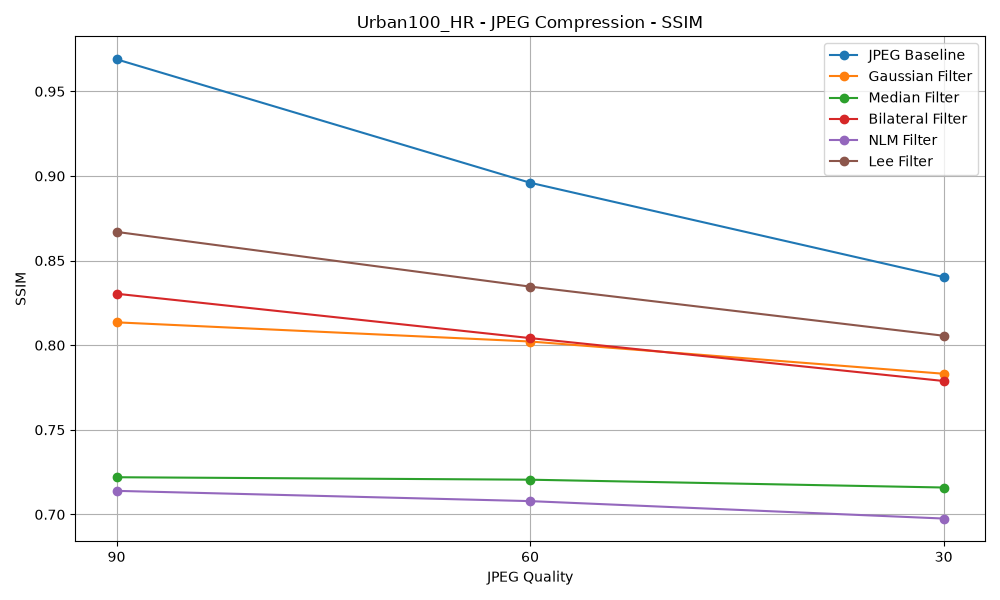 Urban100_HR - JPEG Compression - SSIM
JPEG Baseline
Gaussian Filter
Median Filter
Bilateral Filter
NLM Filter
Lee Filter
SSIM
0.95
0.90
0.85
0.80
0.75
0.70
90
60
30
JPEG Quality